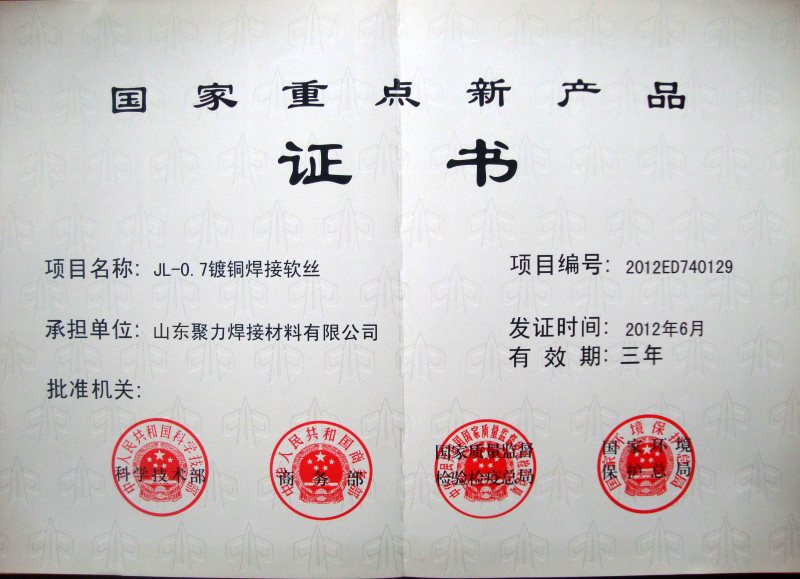 国家重点新产品
证书
项目名称: JL-0.7镀铜焊接软丝
承担单位: 山东聚力焊接材料有限公司
批准机关:
项目编号: 2012ED740129
发证时间: 2012年6月
有效期: 三年
中华人民共和国科学技术部
科学技术部
中华人民共和国商务部
商务部
国家质量监督
检验检疫总局
国家环境
保护总局